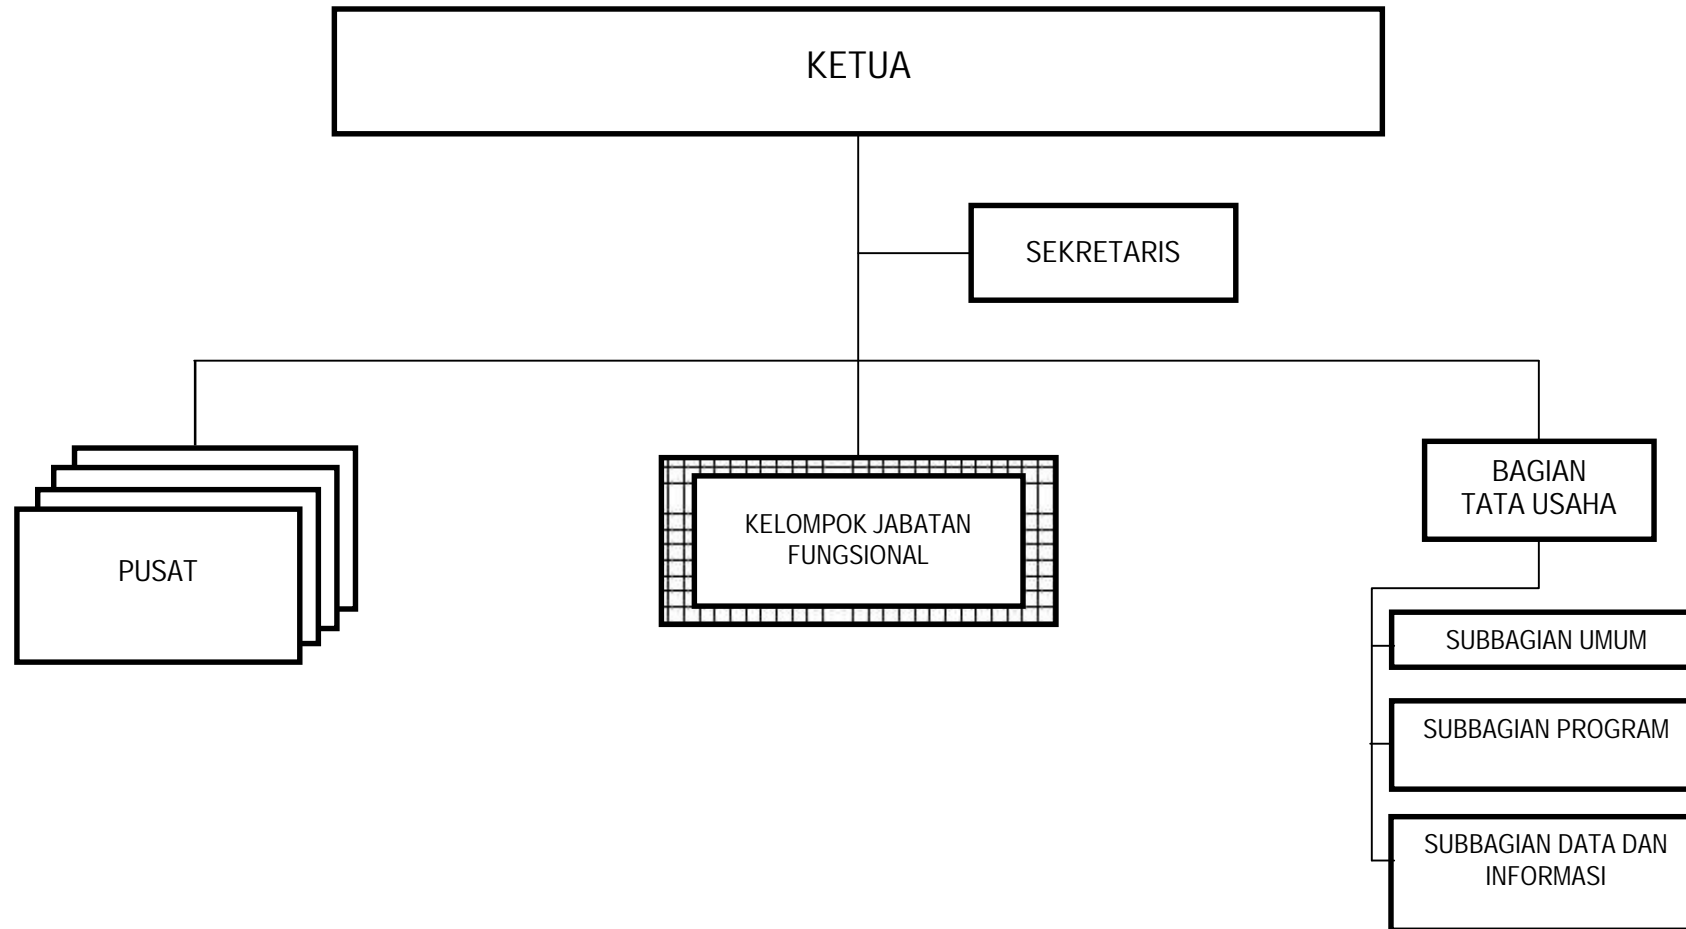 KETUA
SEKRETARIS
PUSAT
KELOMPOK JABATAN
FUNGSIONAL
BAGIAN
TATA USAHA
SUBBAGIAN UMUM
SUBBAGIAN PROGRAM
SUBBAGIAN DATA DAN
INFORMASI